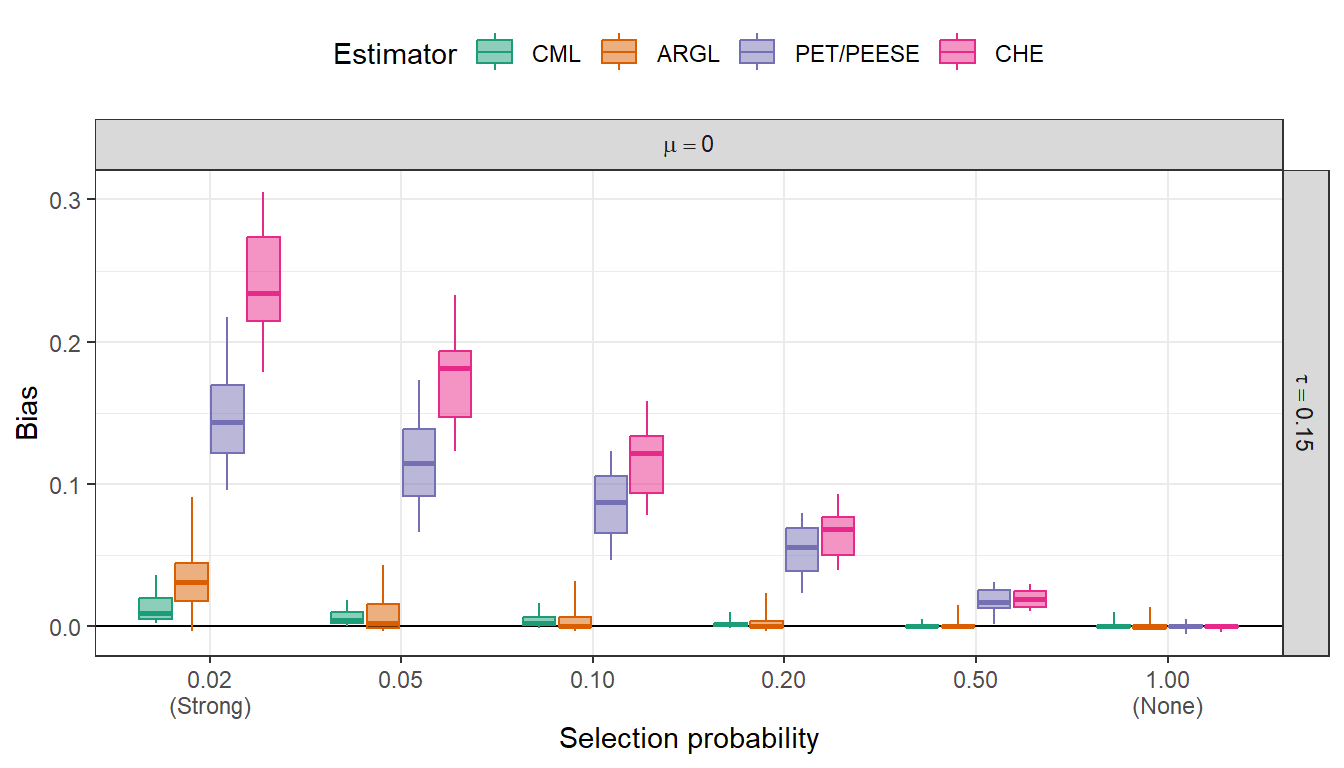 Estimator CML ARGL PET/PEESE CHE
μ = 0
0.3
0.2
0.1
0.0
Bias
τ = 0.15
0.02 0.05 0.10 0.20 0.50 1.00
(Strong) (None)
Selection probability